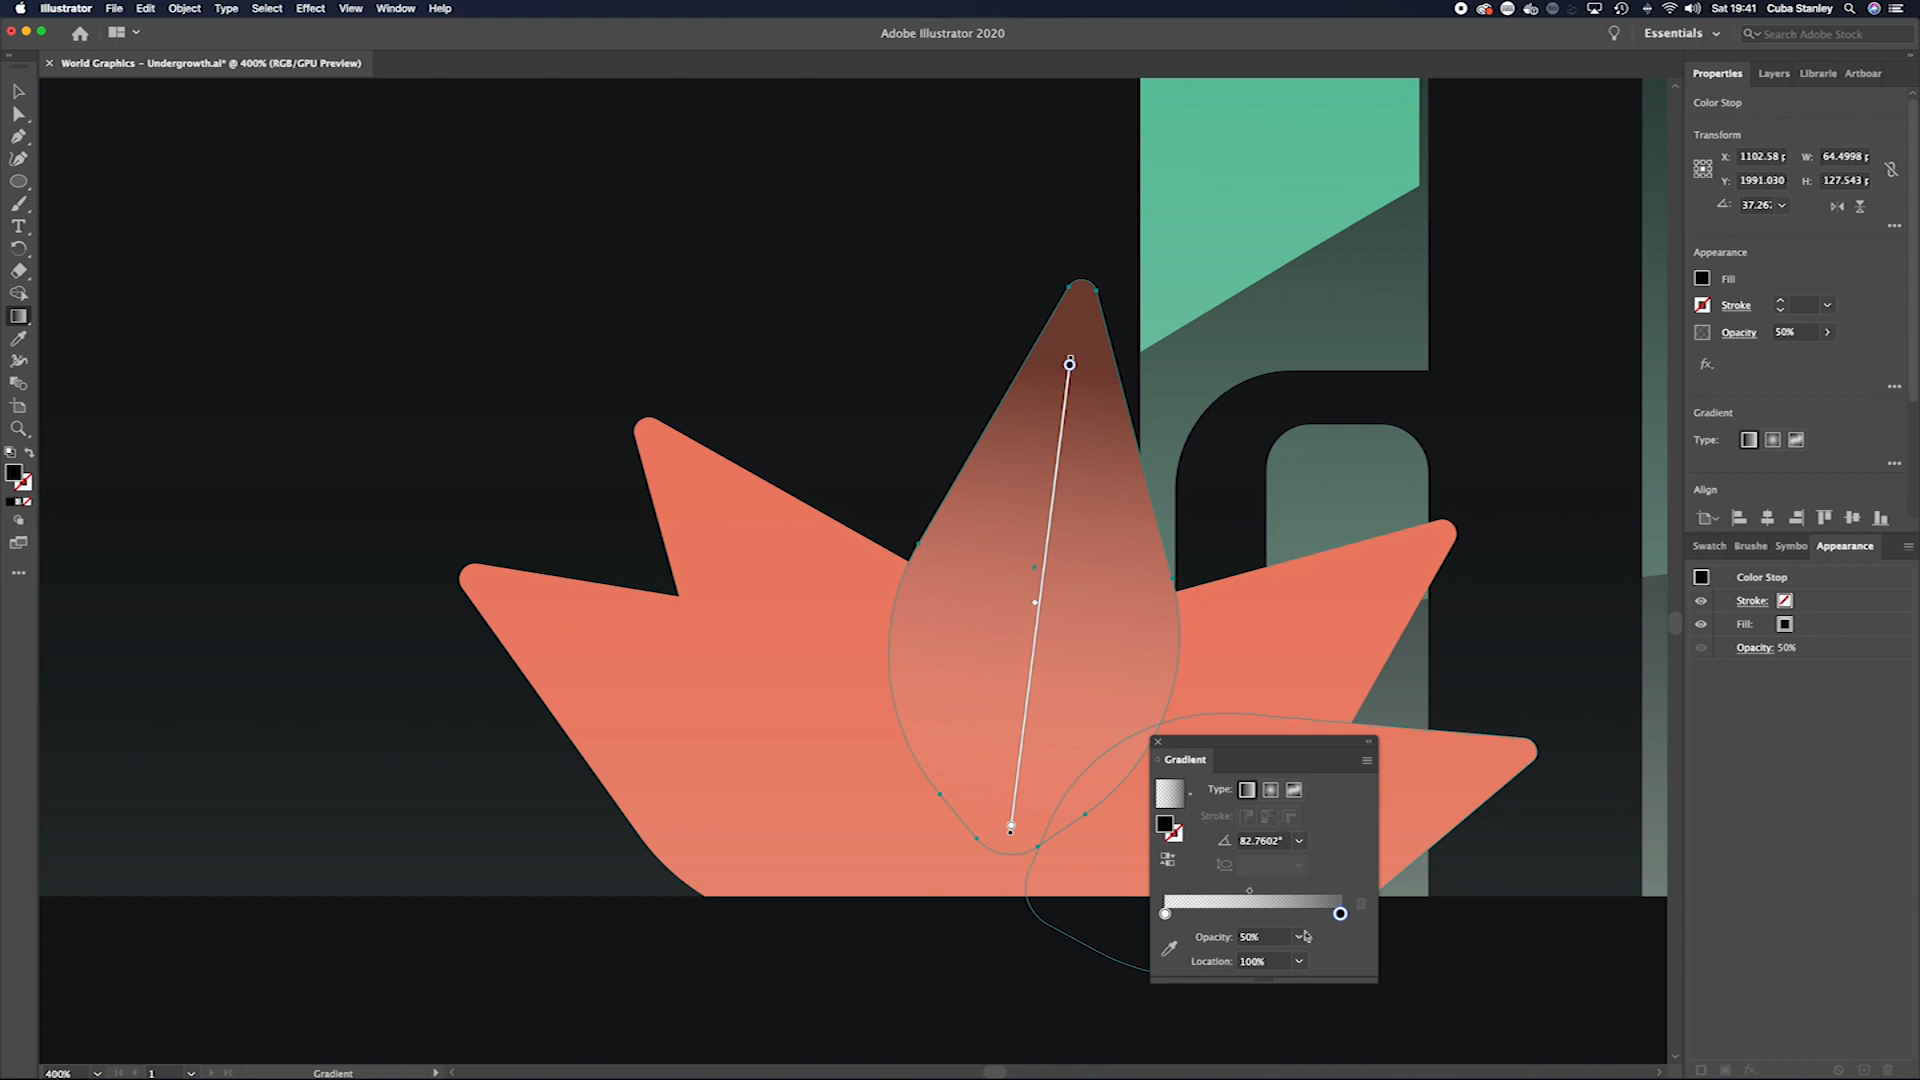 Illustrator File Edit Object Type Select Effect View Window Help Sat 19:41 Cuba Stanley
Adobe Illustrator 2020 Essentials Search Adobe Stock
World Graphics – Undergrowth.ai* @ 400% (RGB/GPU Preview)
Properties Layers Librarie Artboar
Color Stop
Transform
X: 1102.58 p W: 64.4998 p
Y: 1991.030 H: 127.543 p
37.26:
Appearance
Fill
Stroke
Opacity 50%
fx.
Gradient
Type:
Align
Swatch Brushe Symbo Appearance
Color Stop
Stroke:
Fill:
Opacity: 50%
Gradient
Type:
Stroke:
82.7602°
Opacity: 50%
Location: 100%
400% 1 Gradient